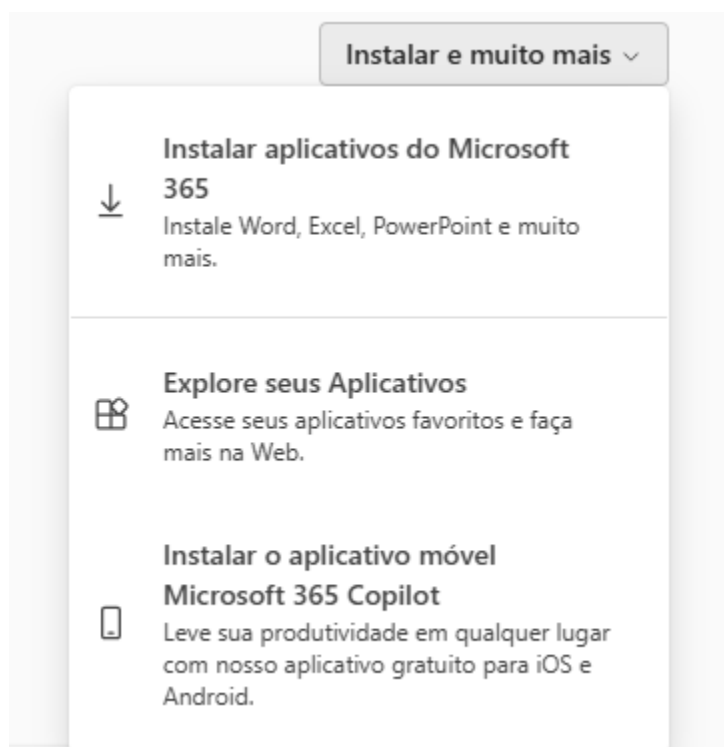 Instalar e muito mais
Instalar aplicativos do Microsoft
365
Instale Word, Excel, PowerPoint e muito
mais.
Explore seus Aplicativos
Acesse seus aplicativos favoritos e faça
mais na Web.
Instalar o aplicativo móvel
Microsoft 365 Copilot
Leve sua produtividade em qualquer lugar
com nosso aplicativo gratuito para iOS e
Android.